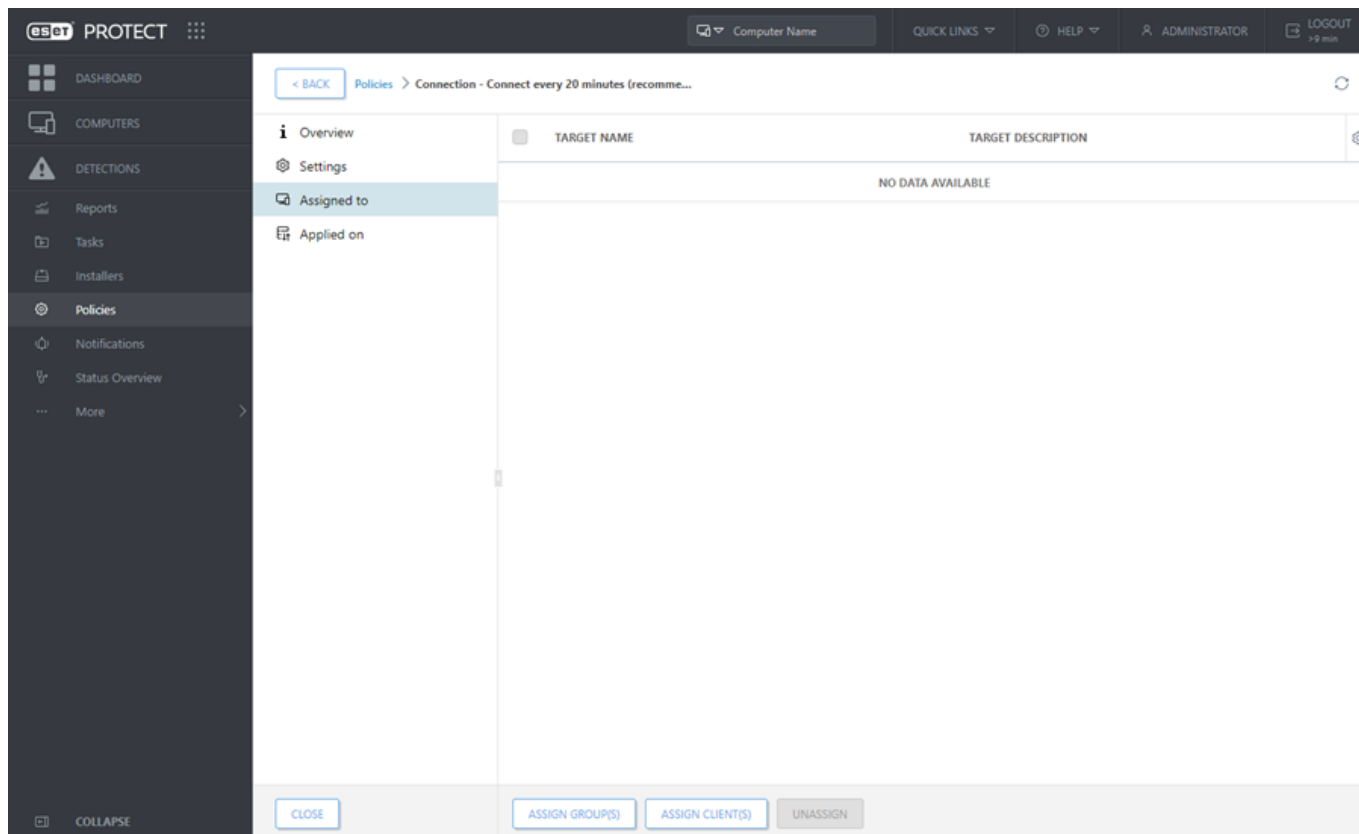 eset PROTECT
Computer Name
QUICK LINKS
HELP
ADMINISTRATOR
LOGOUT
>9 min
DASHBOARD
COMPUTERS
DETECTIONS
Reports
Tasks
Installers
Policies
Notifications
Status Overview
More
COLLAPSE
< BACK
Policies > Connection - Connect every 20 minutes (recomme...
Overview
Settings
Assigned to
Applied on
TARGET NAME
TARGET DESCRIPTION
NO DATA AVAILABLE
CLOSE
ASSIGN GROUP(S)
ASSIGN CLIENT(S)
UNASSIGN